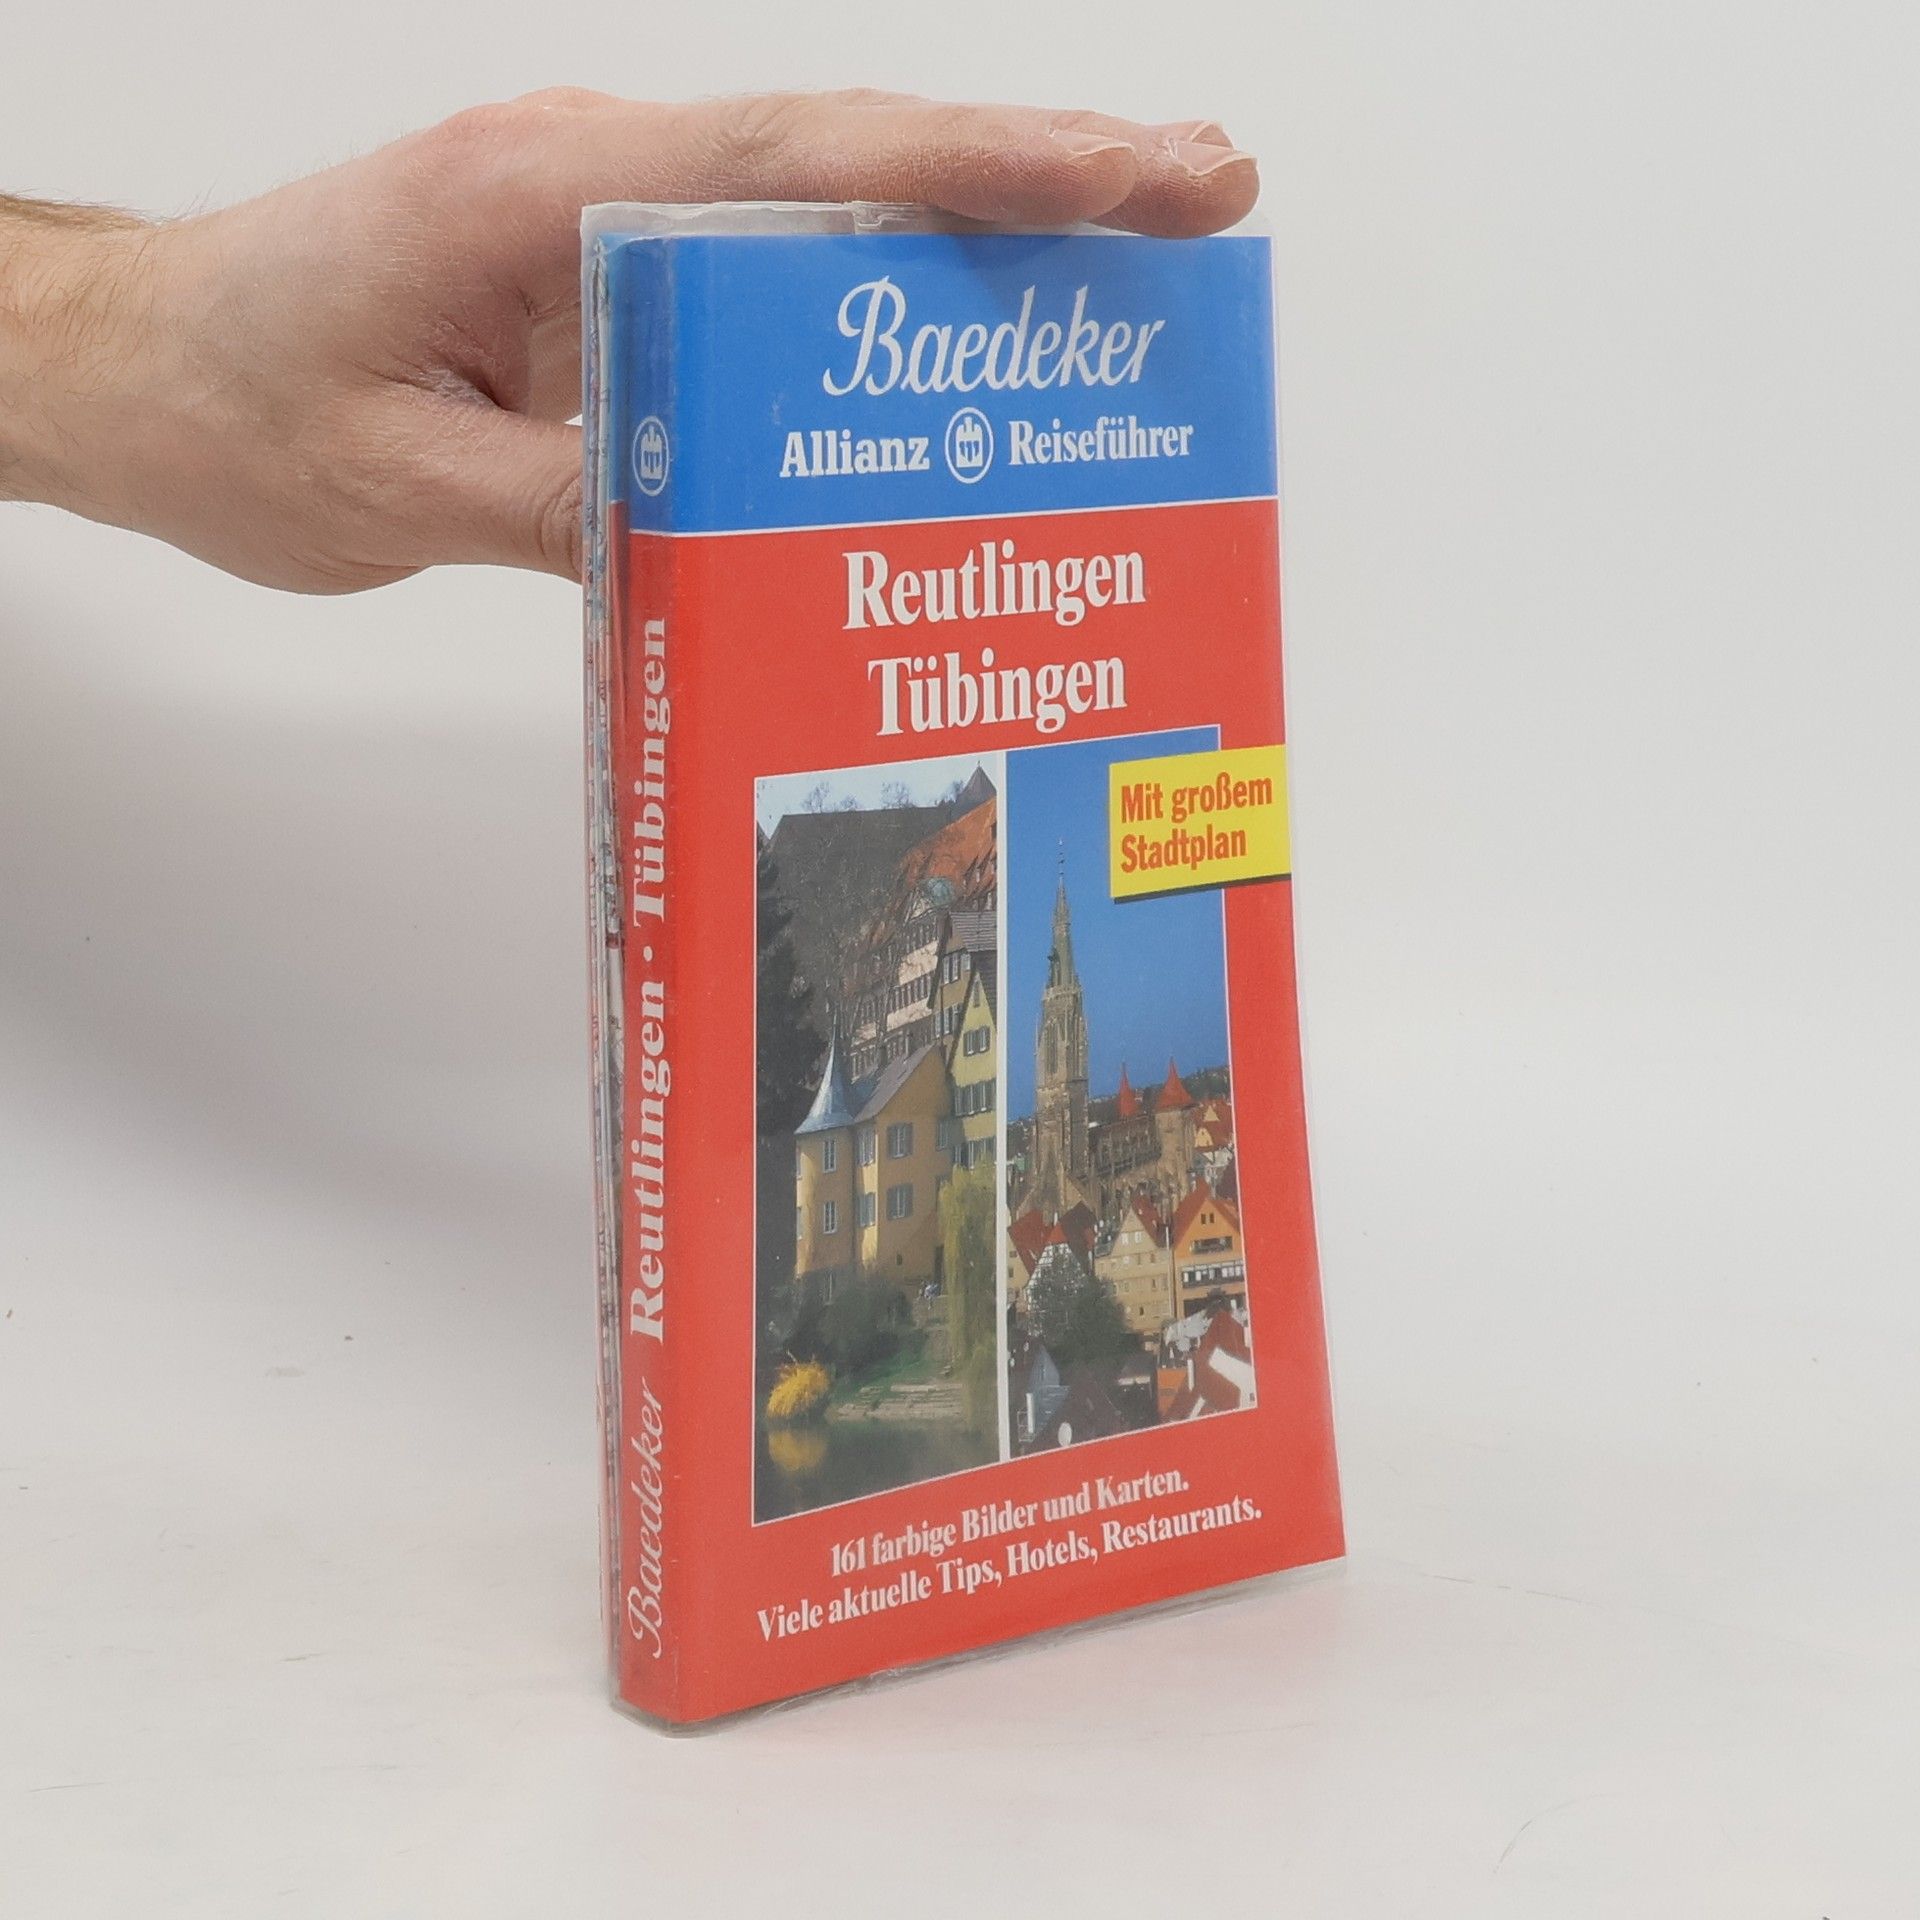 Baedeker
Allianz Reiseführer
Reutlingen
Tübingen
Mit großem
Stadtplan
161 farbige Bilder und Karten.
Viele aktuelle Tips, Hotels, Restaurants.
Baedeker Reutlingen · Tübingen